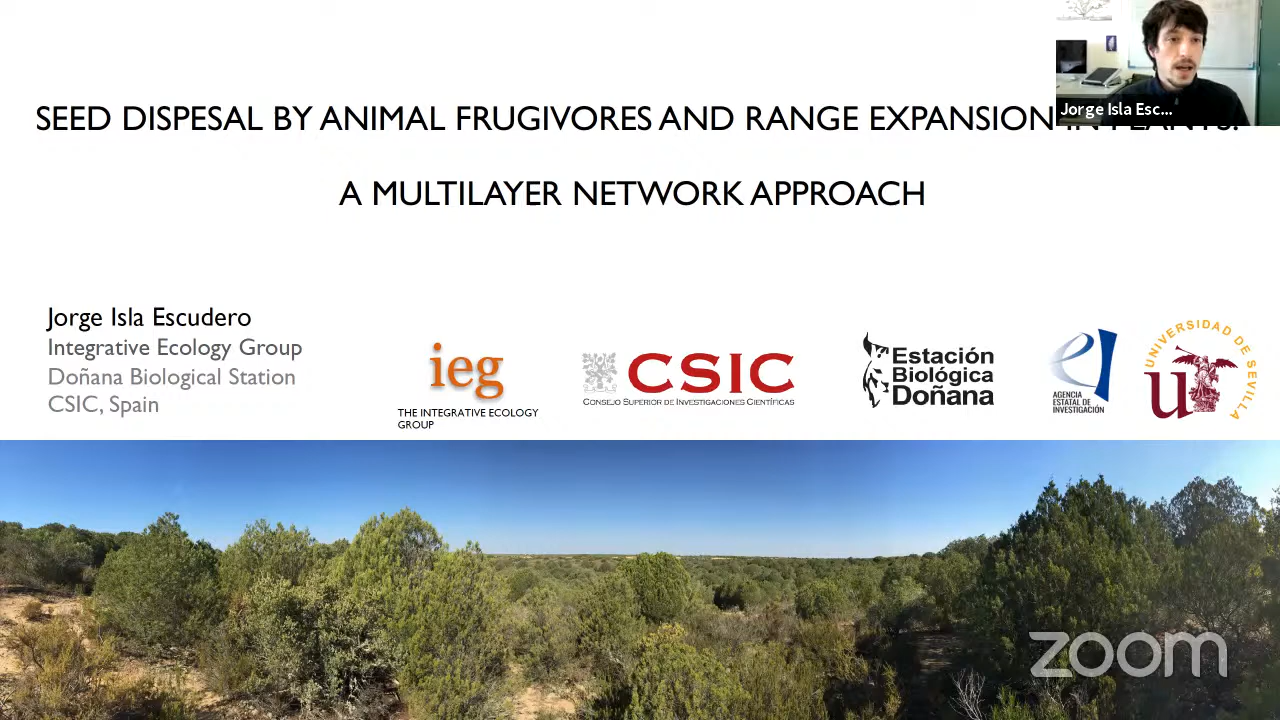 SEED DISPESAL BY ANIMAL FRUGIVORES AND RANGE EXPANSION IN PLANTS:
A MULTILAYER NETWORK APPROACH
Jorge Isla Esc...
Jorge Isla Escudero
Integrative Ecology Group
Doñana Biological Station
CSIC, Spain
ieg
THE INTEGRATIVE ECOLOGY
GROUP
CSIC
CONSEJO SUPERIOR DE INVESTIGACIONES CIENTÍFICAS
Estación
Biológica
Doñana
AGENCIA
ESTATAL DE
INVESTIGACIÓN
UNIVERSIDAD DE SEVILLA
zoom